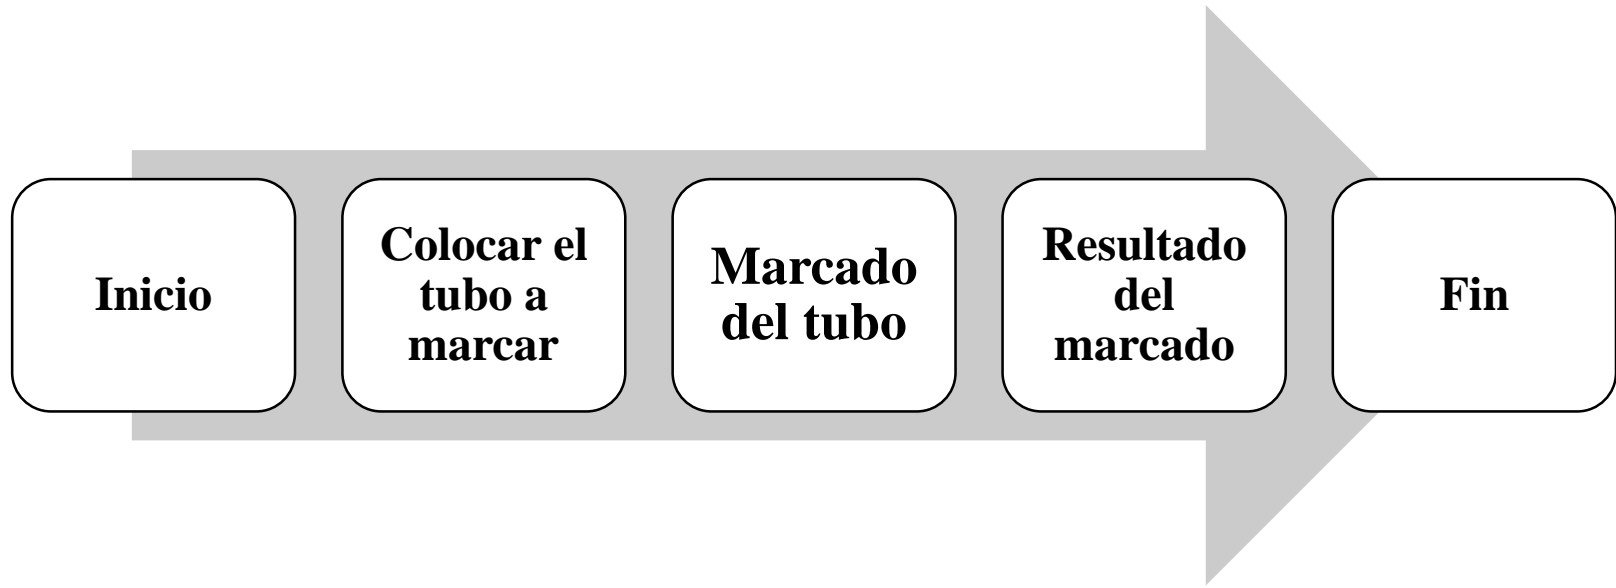 Inicio
Colocar el
tubo a
marcar
Marcado
del tubo
Resultado
del
marcado
Fin